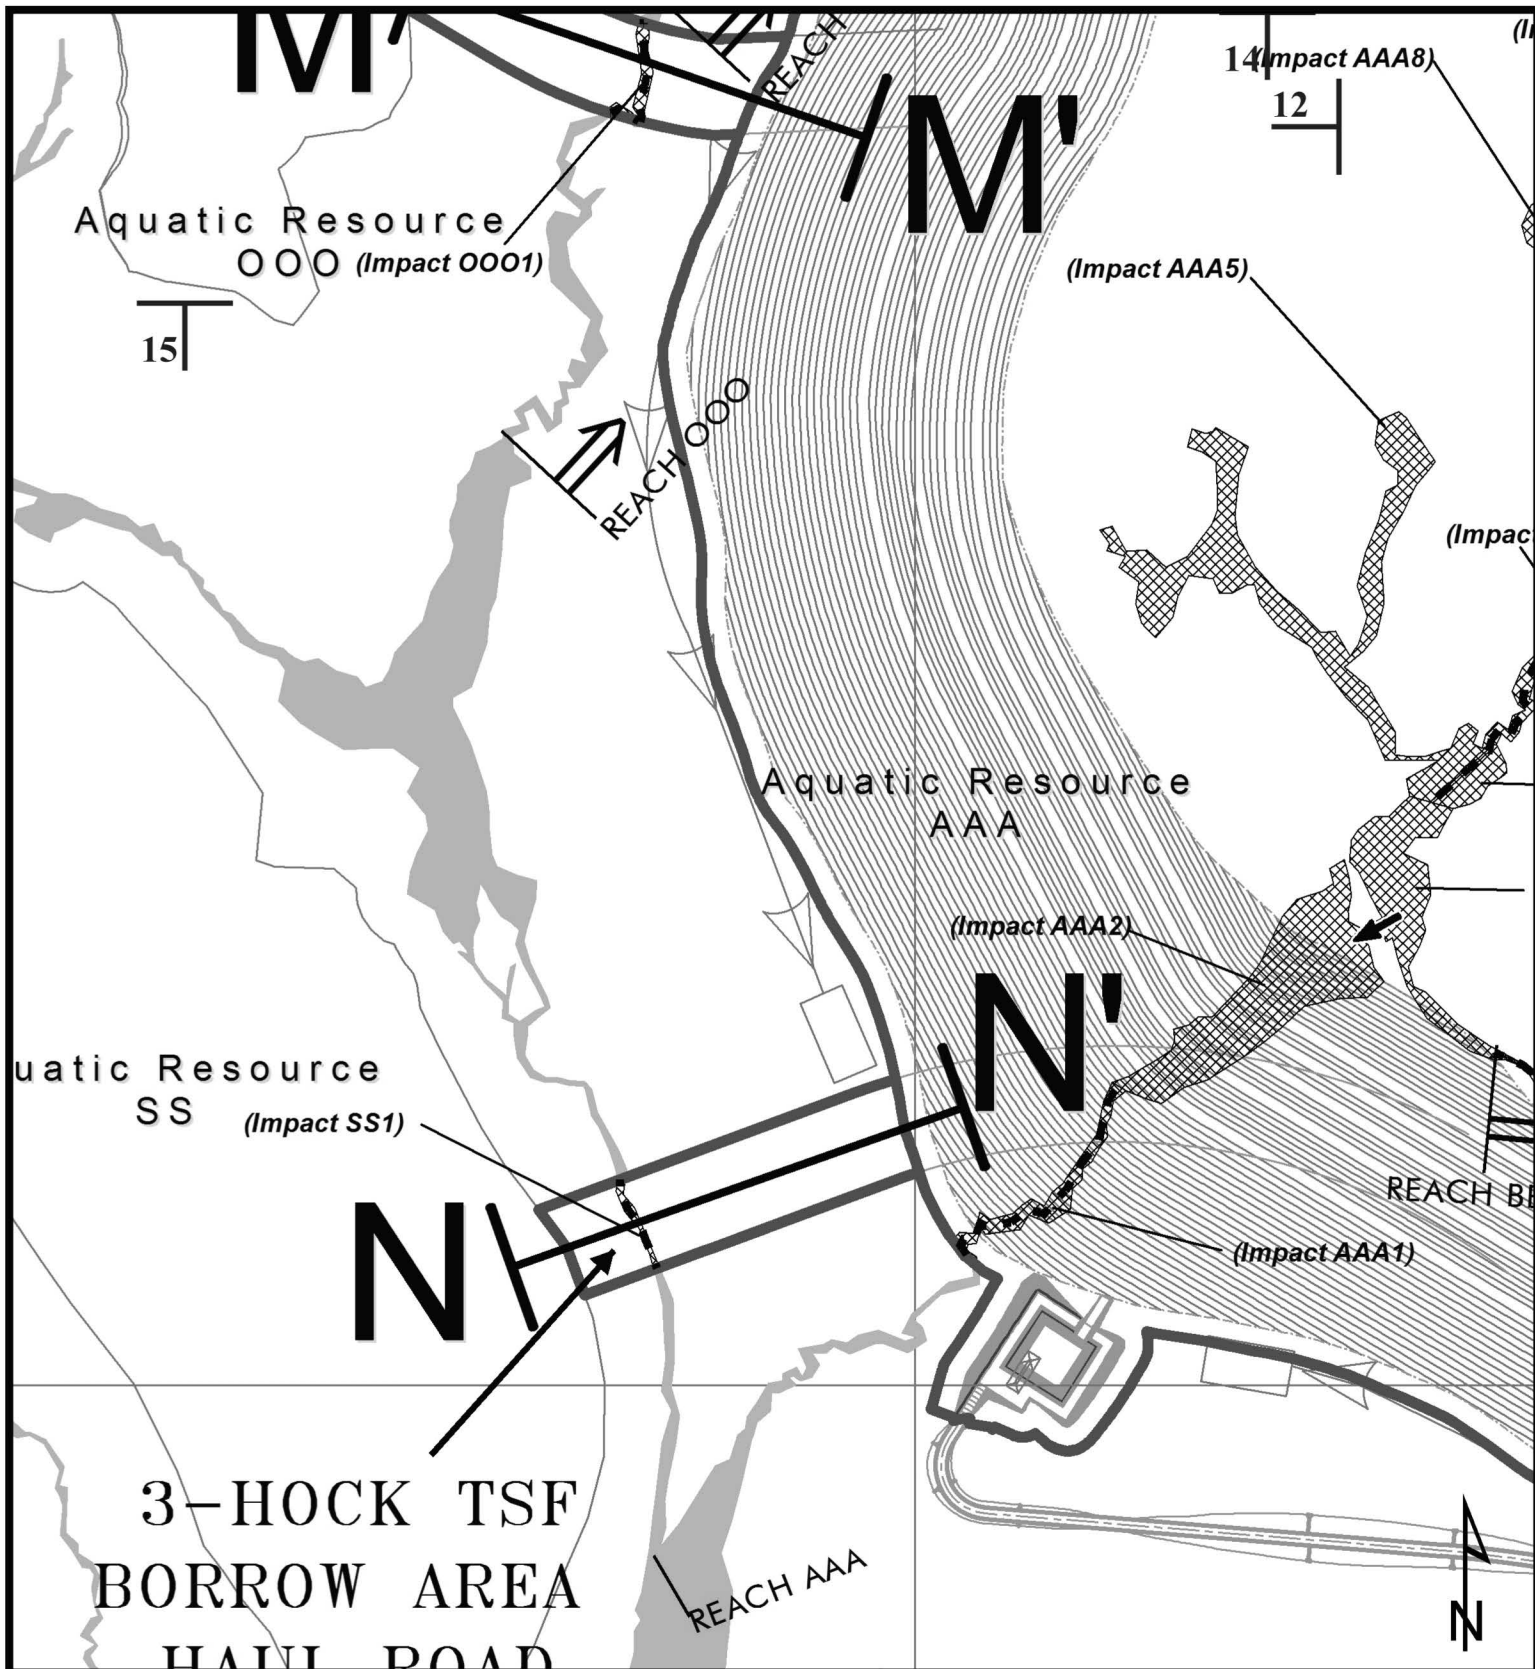 M
REACH
14
(Impact AAA8)
12
M'
Aquatic Resource
OOO (Impact OOO1)
(Impact AAA5)
15
REACH OOO
(Impact
Aquatic Resource
AAA
(Impact AAA2)
N'
uatic Resource
SS (Impact SS1)
REACH
N
(Impact AAA1)
3-HOCK TSF
BORROW AREA
HAUL ROAD
REACH AAA
N